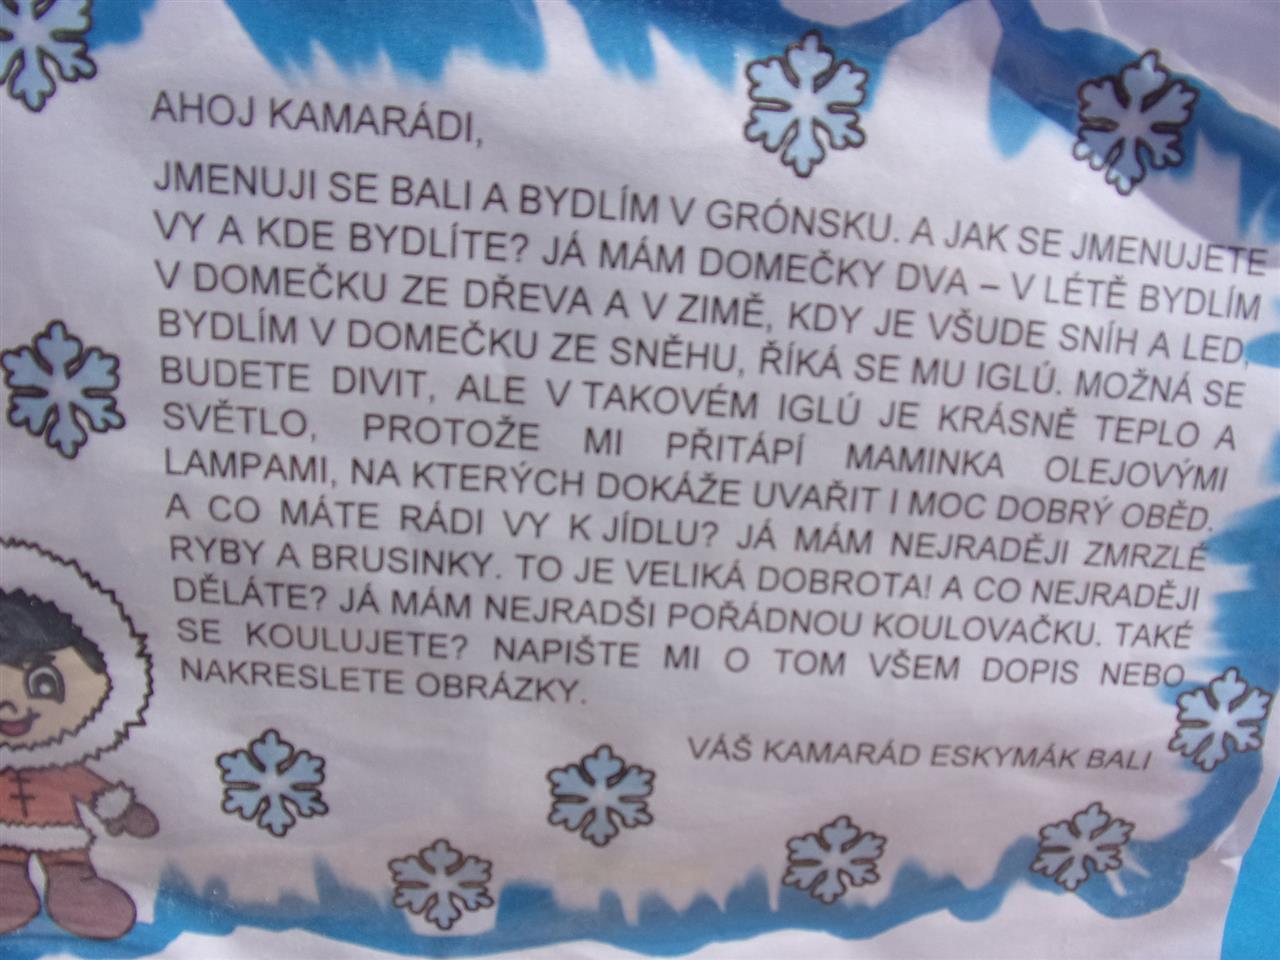 AHOJ KAMARÁDI,
JMENUJI SE BALI A BYDLÍM V GRÓNSKU. A JAK SE JMENUJETE
VY A KDE BYDLÍTE? JÁ MÁM DOMEČKY DVA – V LÉTĚ BYDLÍM
V DOMEČKU ZE DŘEVA A V ZIMĚ, KDY JE VŠUDE SNÍH A LED,
BYDLÍM V DOMEČKU ZE SNĚHU, ŘÍKÁ SE MU IGLÚ. MOŽNÁ SE
BUDETE DIVIT, ALE V TAKOVÉM IGLÚ JE KRÁSNĚ TEPLO A
SVĚTLO, PROTOŽE MI PŘITÁPÍ MAMINKA OLEJOVÝMI
LAMPAMI, NA KTERÝCH DOKÁŽE UVAŘIT I MOC DOBRÝ OBĚD.
A CO MÁTE RÁDI VY K JÍDLU? JÁ MÁM NEJRADĚJI ZMRZLÉ
RYBY A BRUSINKY. TO JE VELIKÁ DOBROTA! A CO NEJRADĚJI
DĚLÁTE? JÁ MÁM NEJRADŠI POŘÁDNOU KOULOVAČKU. TAKÉ
SE KOULUJETE? NAPIŠTE MI O TOM VŠEM DOPIS NEBO
NAKRESLETE OBRÁZKY.
VÁŠ KAMARÁD ESKYMÁK BALI